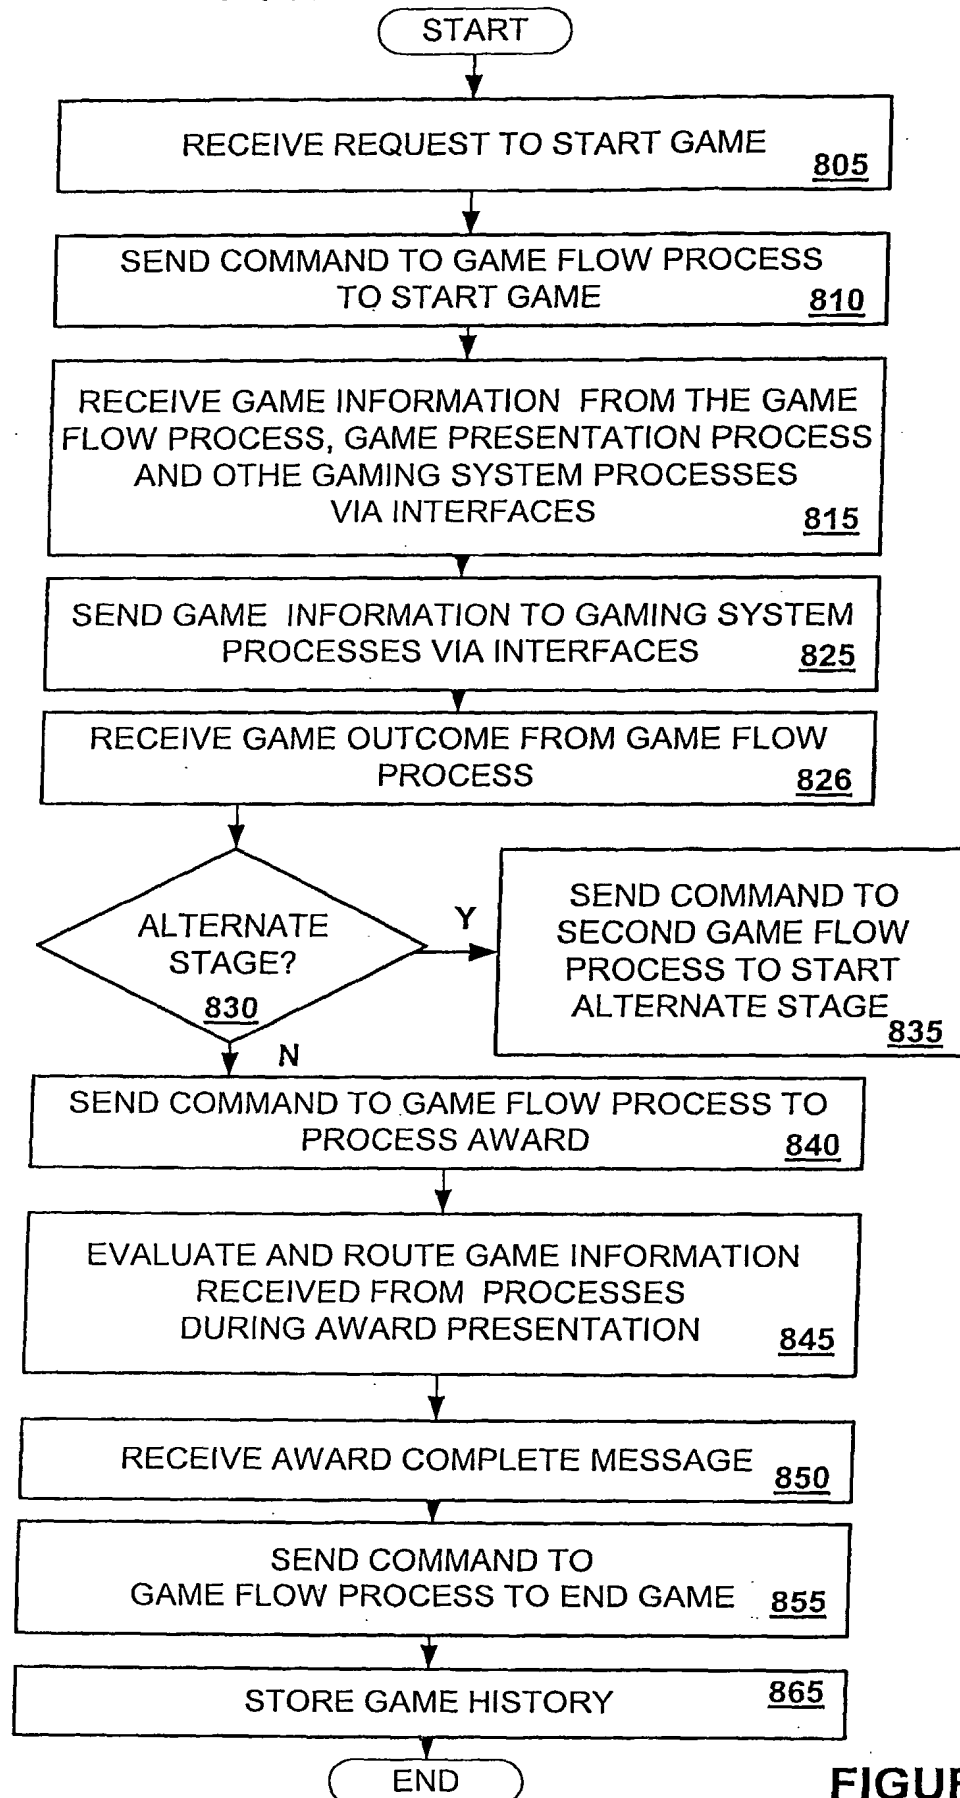 START
RECEIVE REQUEST TO START GAME
805
SEND COMMAND TO GAME FLOW PROCESS
TO START GAME
810
RECEIVE GAME INFORMATION FROM THE GAME
FLOW PROCESS, GAME PRESENTATION PROCESS
AND OTHE GAMING SYSTEM PROCESSES
VIA INTERFACES
815
SEND GAME INFORMATION TO GAMING SYSTEM
PROCESSES VIA INTERFACES
825
RECEIVE GAME OUTCOME FROM GAME FLOW
PROCESS
826
ALTERNATE
STAGE?
830
Y
SEND COMMAND TO
SECOND GAME FLOW
PROCESS TO START
ALTERNATE STAGE
835
N
SEND COMMAND TO GAME FLOW PROCESS TO
PROCESS AWARD
840
EVALUATE AND ROUTE GAME INFORMATION
RECEIVED FROM PROCESSES
DURING AWARD PRESENTATION
845
RECEIVE AWARD COMPLETE MESSAGE
850
SEND COMMAND TO
GAME FLOW PROCESS TO END GAME
855
STORE GAME HISTORY
865
END